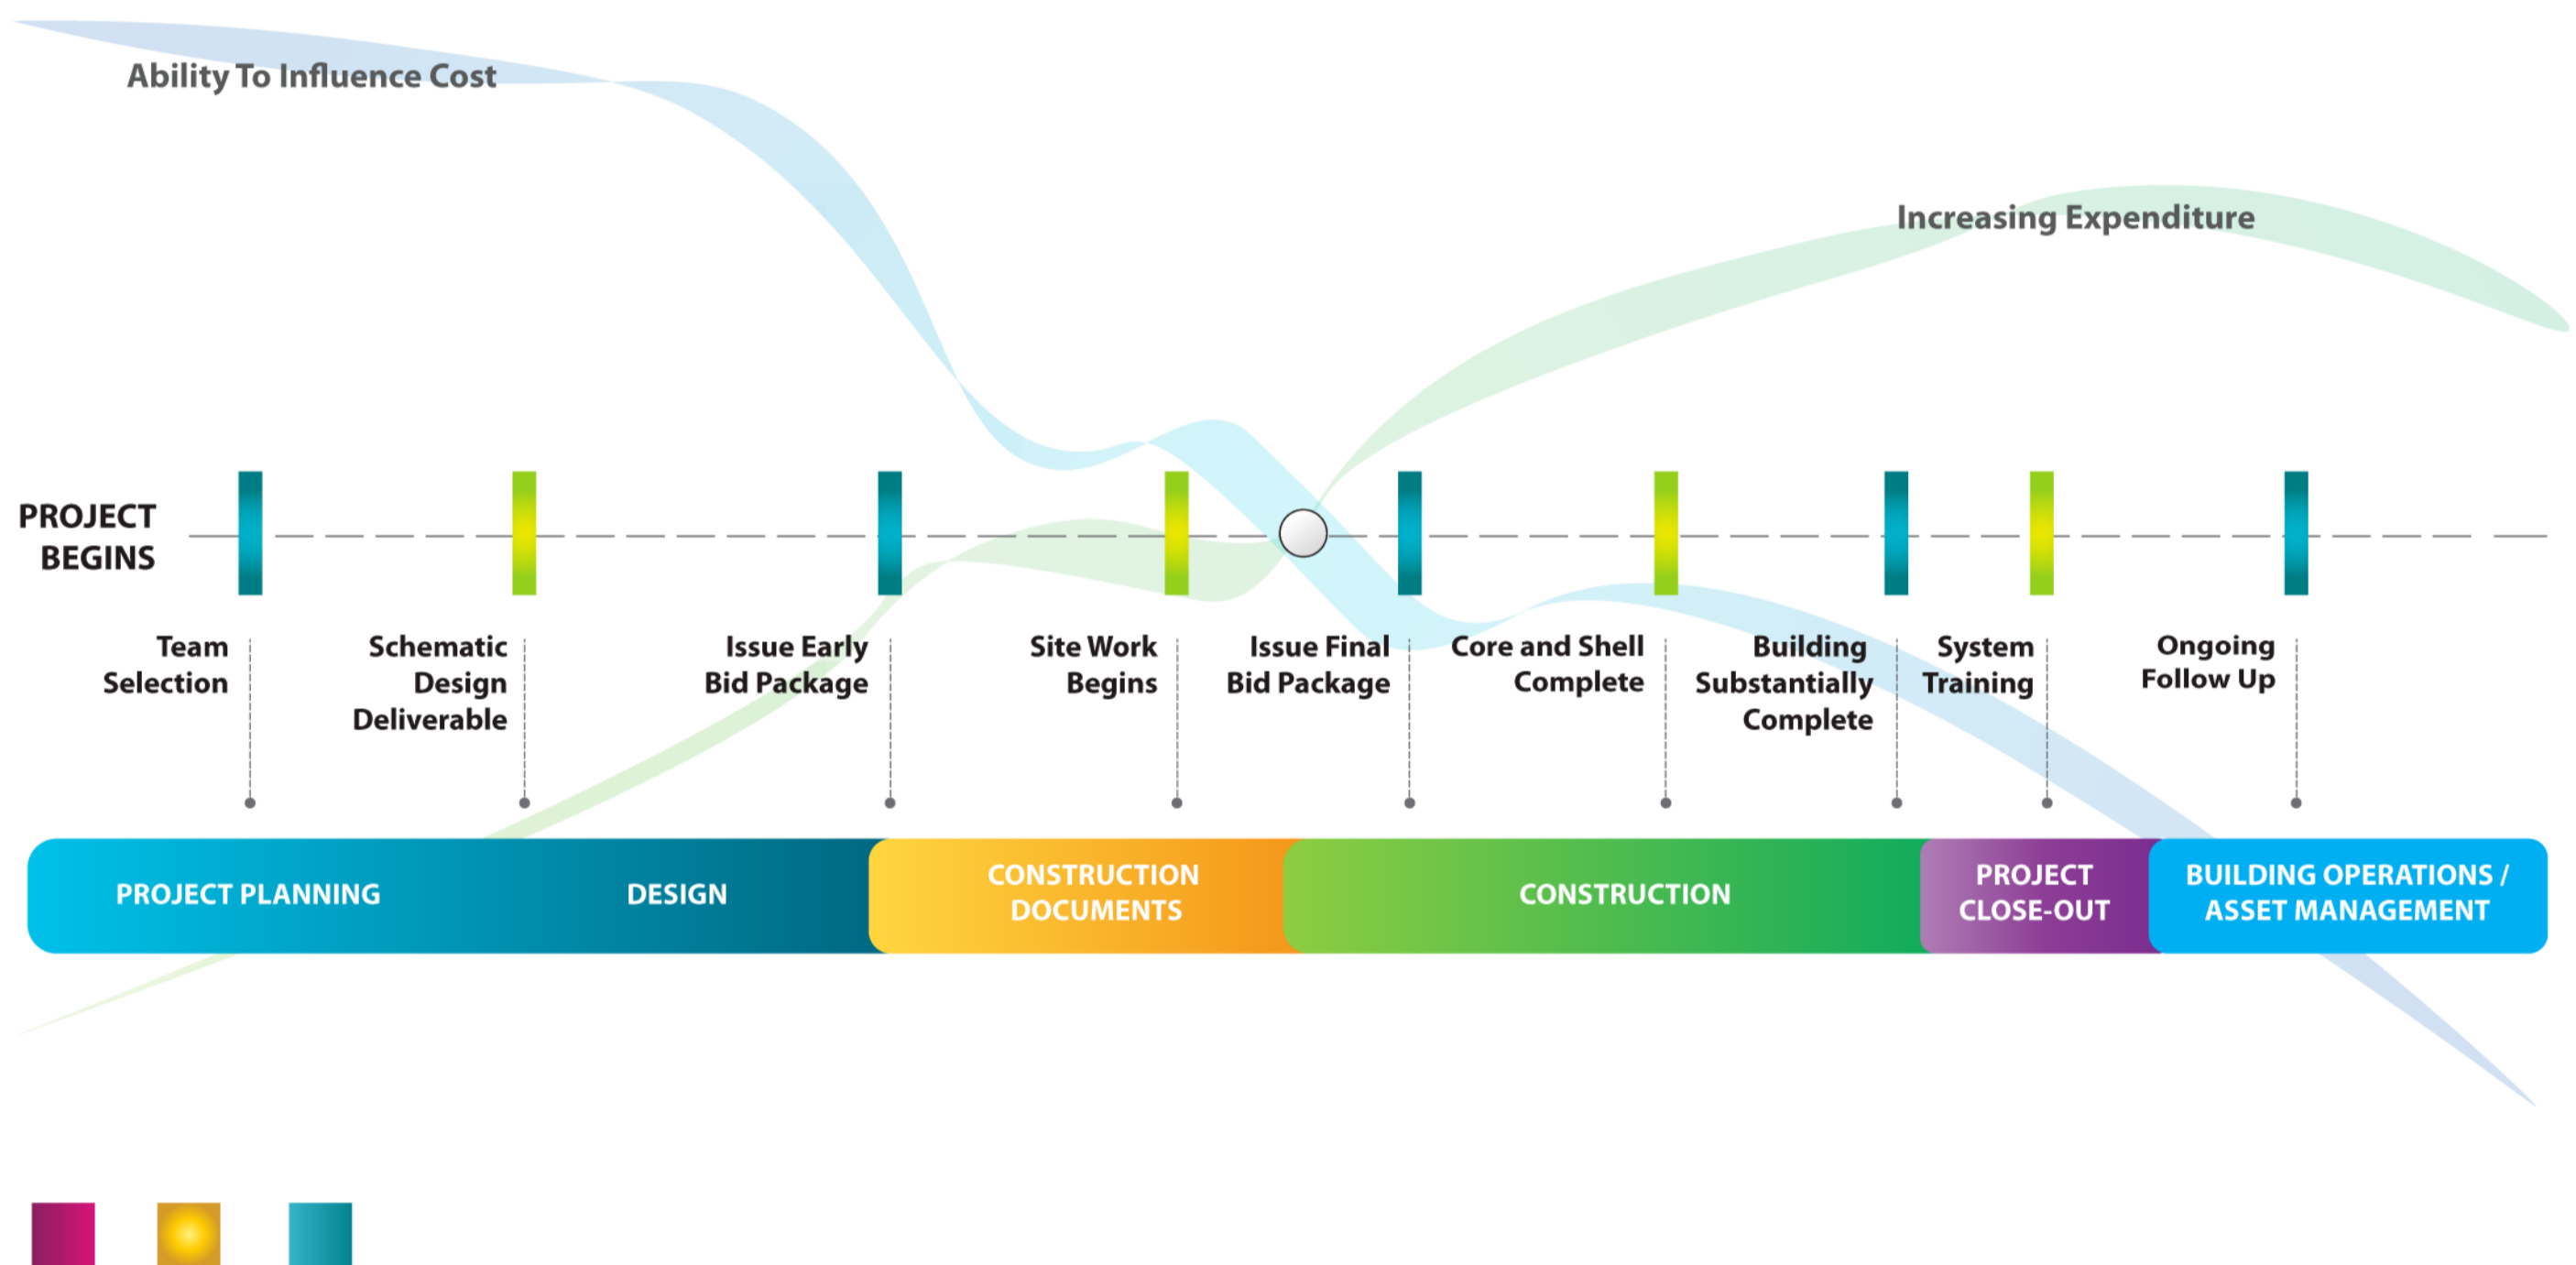 Ability To Influence Cost
Increasing Expenditure
PROJECT
BEGINS
Team
Selection
Schematic
Design
Deliverable
Issue Early
Bid Package
Site Work
Begins
Issue Final
Bid Package
Core and Shell
Complete
Building
Substantially
Complete
System
Training
Ongoing
Follow Up
PROJECT PLANNING
DESIGN
CONSTRUCTION
DOCUMENTS
CONSTRUCTION
PROJECT
CLOSE-OUT
BUILDING OPERATIONS /
ASSET MANAGEMENT